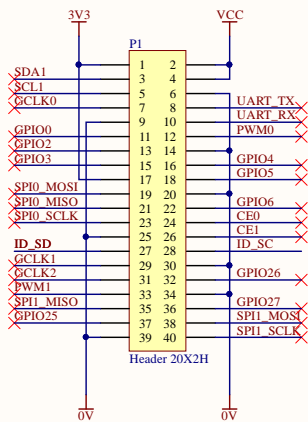 3V3 VCC
P1
1 2
SDA1 3 4
SCL1 5 6
GCLK0 7 8 UART_TX
9 10 UART_RX
GPIO0 11 12 PWM0
GPIO2 13 14
GPIO3 15 16 GPIO4
17 18 GPIO5
SPI0_MOSI 19 20
SPI0_MISO 21 22 GPIO6
SPI0_SCLK 23 24 CE0
25 26 CE1
ID_SD 27 28 ID_SC
GCLK1 29 30
GCLK2 31 32 GPIO26
PWM1 33 34
SPI1_MISO 35 36 GPIO27
GPIO25 37 38 SPI1_MOSI
39 40 SPI1_SCLK
Header 20X2H
0V 0V